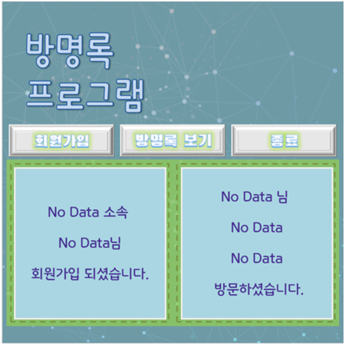 방명록
프로그램
회원가입 방명록 보기 종료
No Data 소속
No Data님
회원가입 되셨습니다.
No Data 님
No Data
No Data
방문하셨습니다.